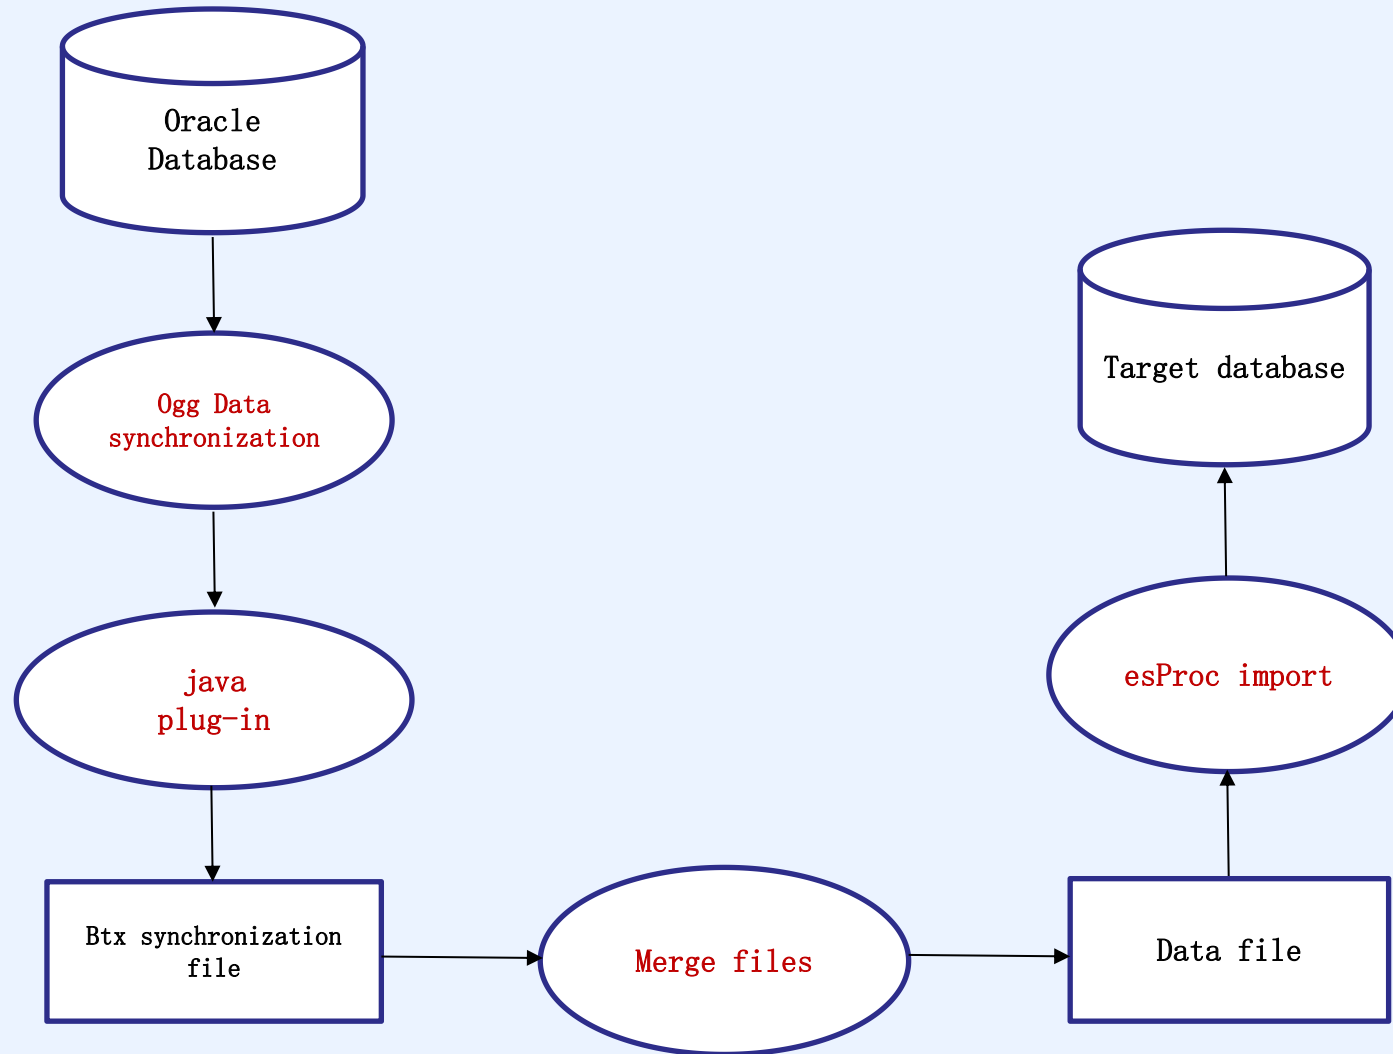 Oracle
Database
Ogg Data
synchronization
java
plug-in
Btx synchronization
file
Merge files
Data file
esProc import
Target database